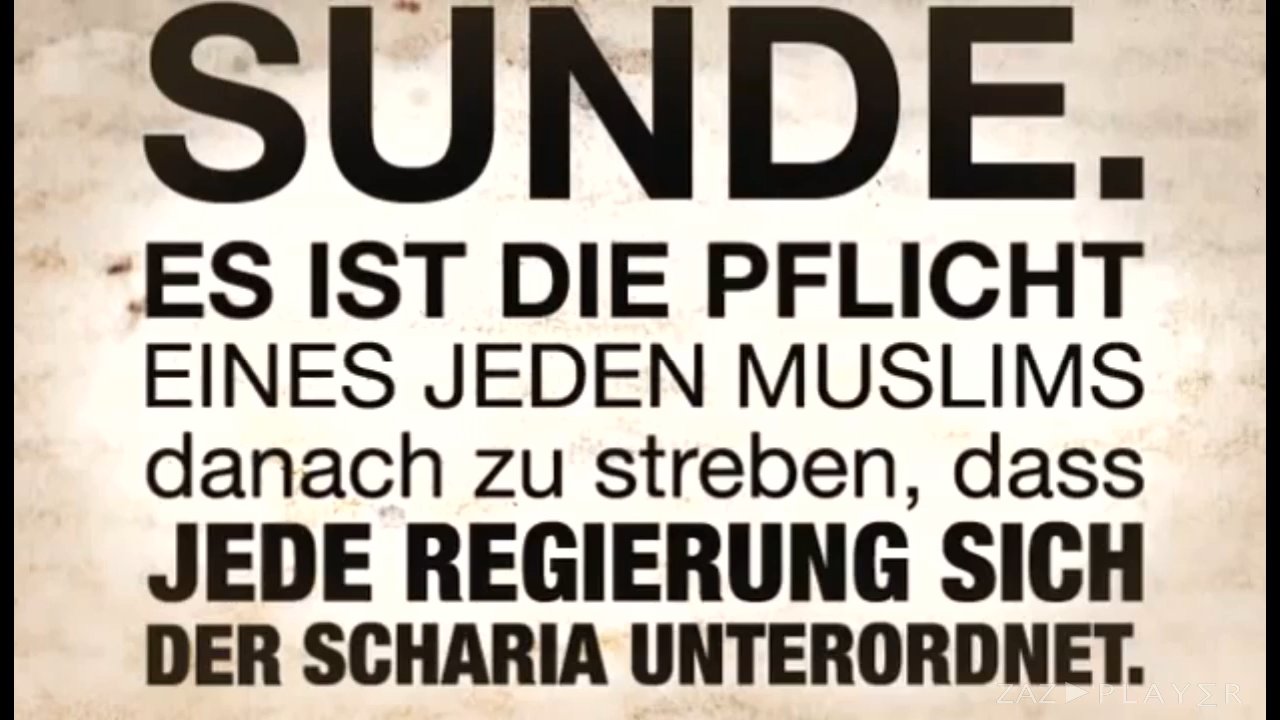 SUNDE.
ES IST DIE PFLICHT
EINES JEDEN MUSLIMS
danach zu streben, dass
JEDE REGIERUNG SICH
DER SCHARIA UNTERORDNET.
ZAZ▶PLAYΣR